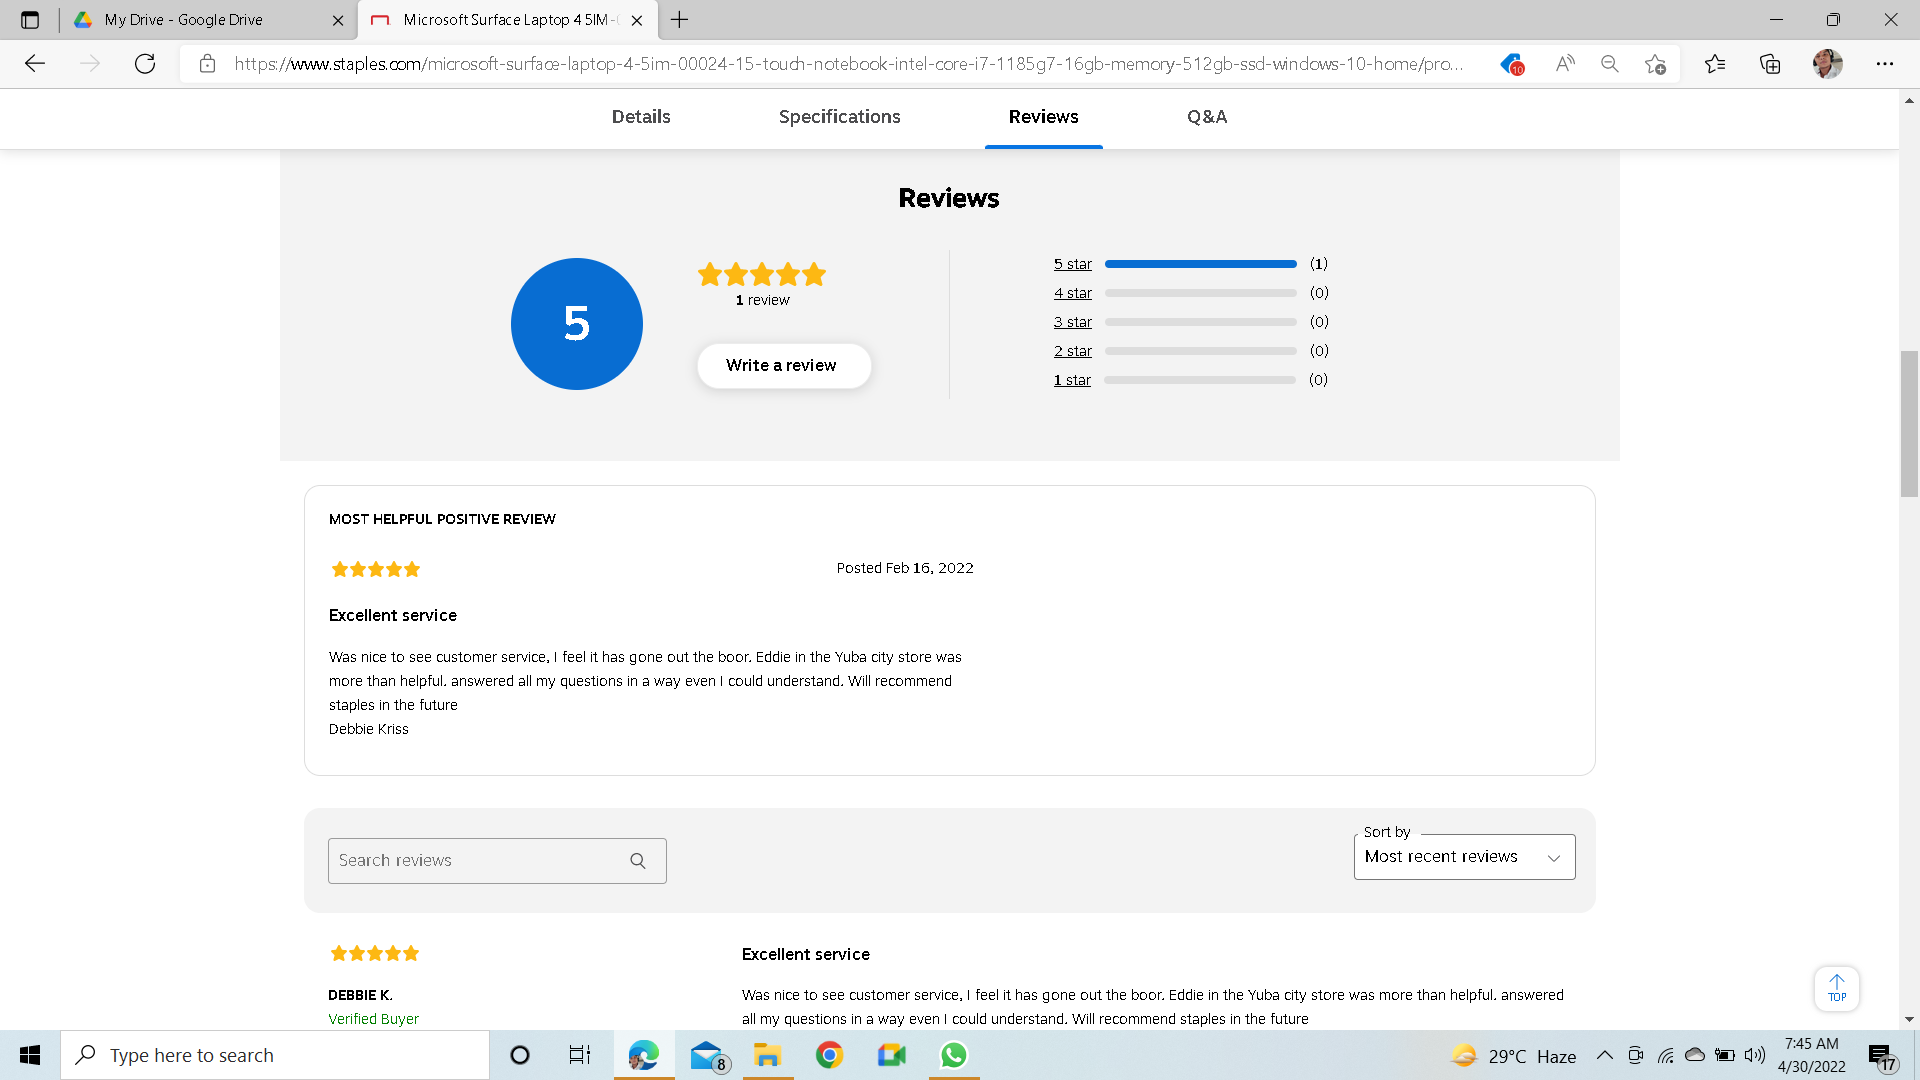 My Drive - Google Drive
Microsoft Surface Laptop 4 5IM-
https://www.staples.com/microsoft-surface-laptop-4-5im-00024-15-touch-notebook-intel-core-i7-1185g7-16gb-memory-512gb-ssd-windows-10-home/pro...
10
Details
Specifications
Reviews
Q&A
Reviews
5
1 review
Write a review
5 star (1)
4 star (0)
3 star (0)
2 star (0)
1 star (0)
MOST HELPFUL POSITIVE REVIEW
Posted Feb 16, 2022
Excellent service
Was nice to see customer service, I feel it has gone out the boor. Eddie in the Yuba city store was
more than helpful. answered all my questions in a way even I could understand. Will recommend
staples in the future
Debbie Kriss
Search reviews
Sort by
Most recent reviews
Excellent service
DEBBIE K.
Verified Buyer
Was nice to see customer service, I feel it has gone out the boor. Eddie in the Yuba city store was more than helpful. answered
all my questions in a way even I could understand. Will recommend staples in the future
TOP
Type here to search
8
29°C Haze
7:45 AM
4/30/2022
17